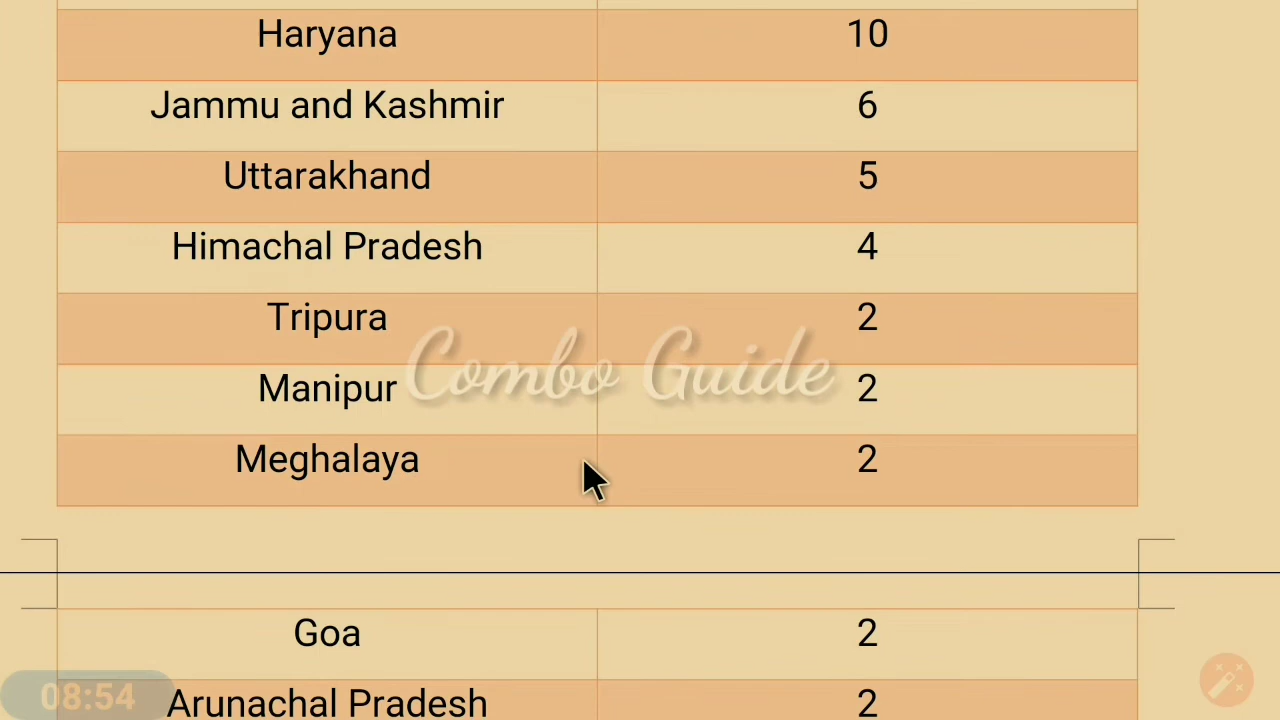 Haryana 10
Jammu and Kashmir 6
Uttarakhand 5
Himachal Pradesh 4
Tripura 2
Combo Guide
Manipur 2
Meghalaya 2
Goa 2
08:54
Arunachal Pradesh 2